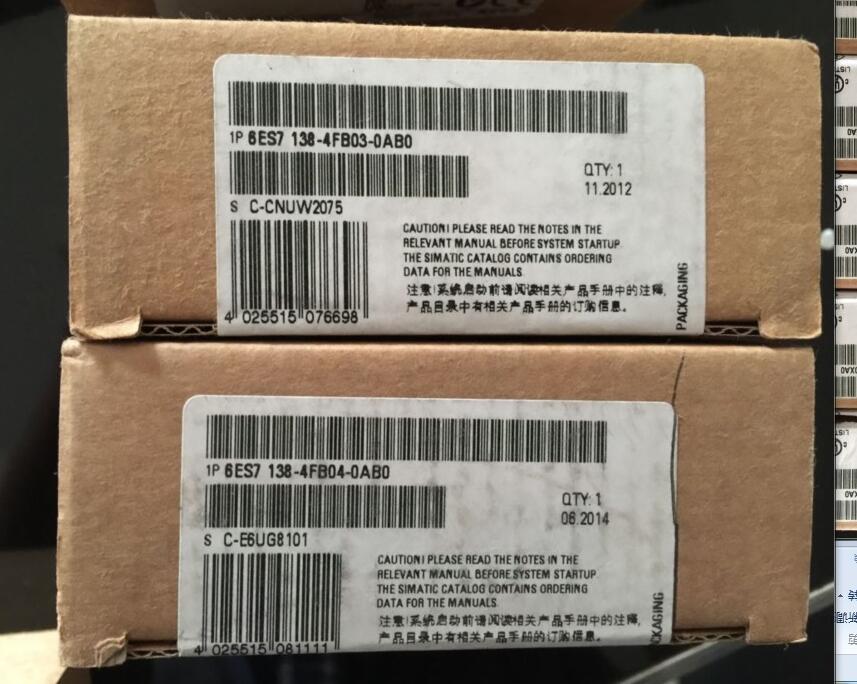 1P 6ES7 138-4FB03-0AB0
QTY: 1
11.2012
S C-CNUW2075
CAUTION! PLEASE READ THE NOTES IN THE
RELEVANT MANUAL BEFORE SYSTEM STARTUP.
THE SIMATIC CATALOG CONTAINS ORDERING
DATA FOR THE MANUALS.
注意!系统启动前请阅读相关产品手册中的注释,
产品目录中有相关产品手册的订购信息。
PACKAGING
4 025515 076698
1P 6ES7 138-4FB04-0AB0
QTY: 1
06.2014
S C-E6UG8101
CAUTION! PLEASE READ THE NOTES IN THE
RELEVANT MANUAL BEFORE SYSTEM STARTUP.
THE SIMATIC CATALOG CONTAINS ORDERING
DATA FOR THE MANUALS.
注意!系统启动前请阅读相关产品手册中的注释,
产品目录中有相关产品手册的订购信息。
CKAGING
4 025515 081111